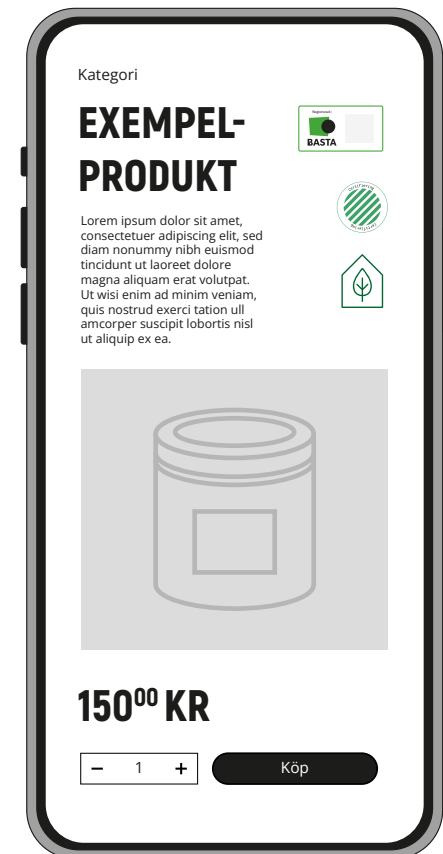 Kategori
EXEMPEL-
PRODUKT
BASTA
Lorem ipsum dolor sit amet,
consectetuer adipiscing elit, sed
diam nonummy nibh euismod
tincidunt ut laoreet dolore
magna aliquam erat volutpat.
Ut wisi enim ad minim veniam,
quis nostrud exerci tation ull
amcorper suscipit lobortis nisl
ut aliquip ex ea.
150⁰⁰ KR
− 1 +
Köp